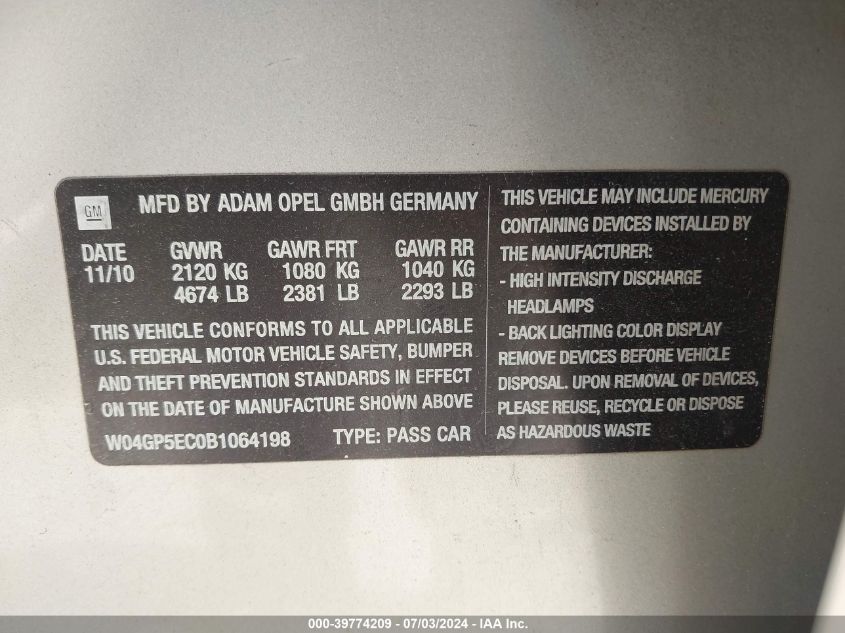 GM
MFD BY ADAM OPEL GMBH GERMANY
DATE GVWR GAWR FRT GAWR RR
11/10 2120 KG 1080 KG 1040 KG
4674 LB 2381 LB 2293 LB
THIS VEHICLE CONFORMS TO ALL APPLICABLE
U.S. FEDERAL MOTOR VEHICLE SAFETY, BUMPER
AND THEFT PREVENTION STANDARDS IN EFFECT
ON THE DATE OF MANUFACTURE SHOWN ABOVE
W04GP5EC0B1064198 TYPE: PASS CAR
THIS VEHICLE MAY INCLUDE MERCURY
CONTAINING DEVICES INSTALLED BY
THE MANUFACTURER:
- HIGH INTENSITY DISCHARGE
HEADLAMPS
- BACK LIGHTING COLOR DISPLAY
REMOVE DEVICES BEFORE VEHICLE
DISPOSAL. UPON REMOVAL OF DEVICES,
PLEASE REUSE, RECYCLE OR DISPOSE
AS HAZARDOUS WASTE
000-39774209 - 07/03/2024 - IAA Inc.